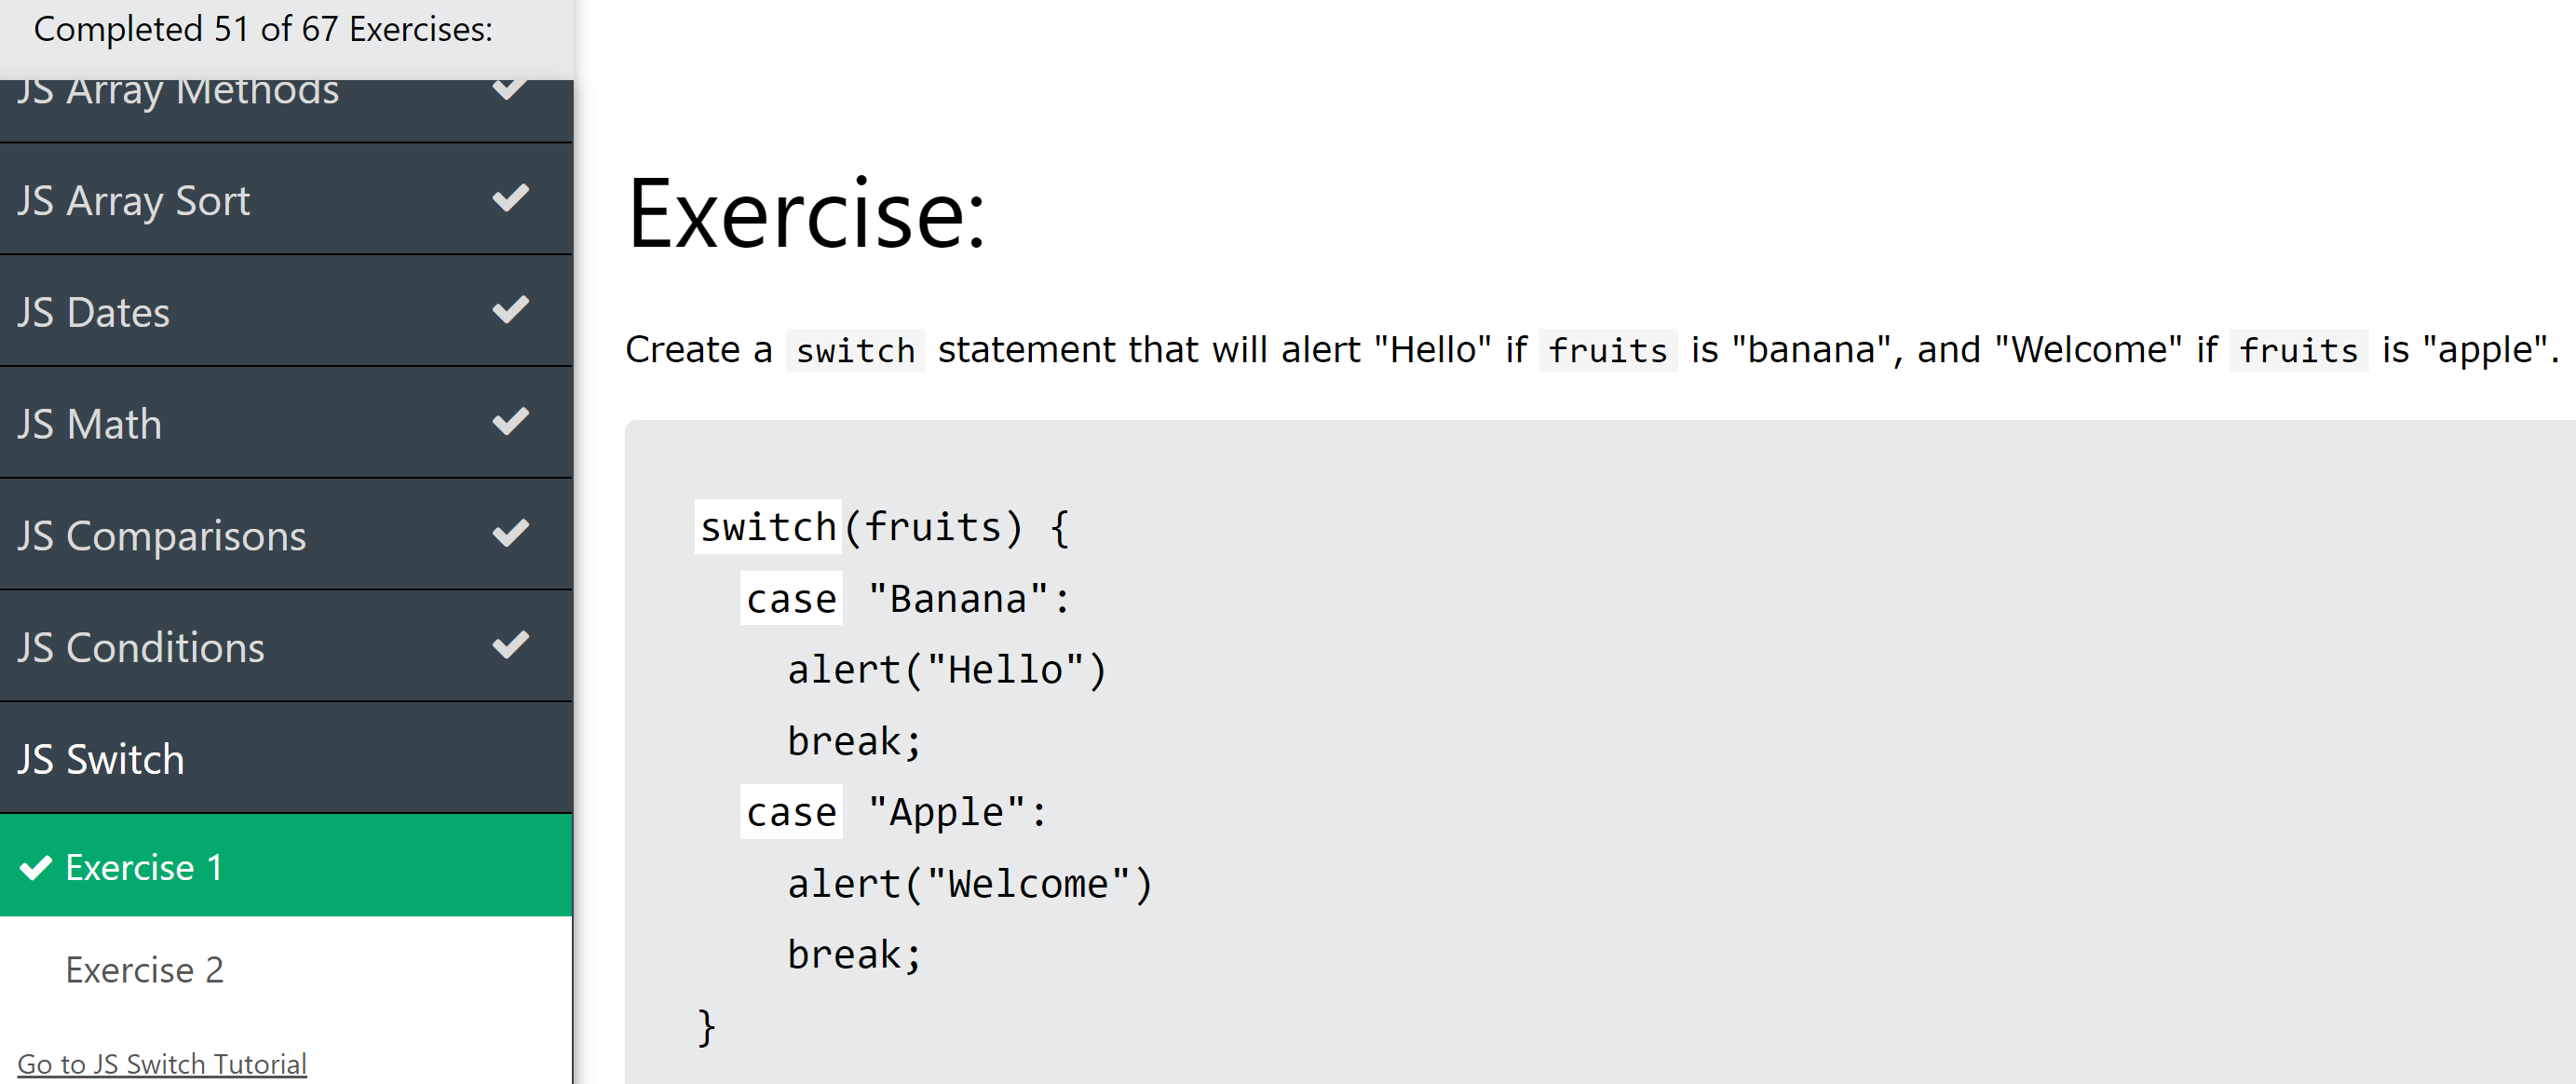 Completed 51 of 67 Exercises:
JS Array Methods
JS Array Sort
JS Dates
JS Math
JS Comparisons
JS Conditions
JS Switch
Exercise 1
Exercise 2
Go to JS Switch Tutorial
Exercise:
Create a switch statement that will alert "Hello" if fruits is "banana", and "Welcome" if fruits is "apple".
switch(fruits) {
case "Banana":
alert("Hello")
break;
case "Apple":
alert("Welcome")
break;
}